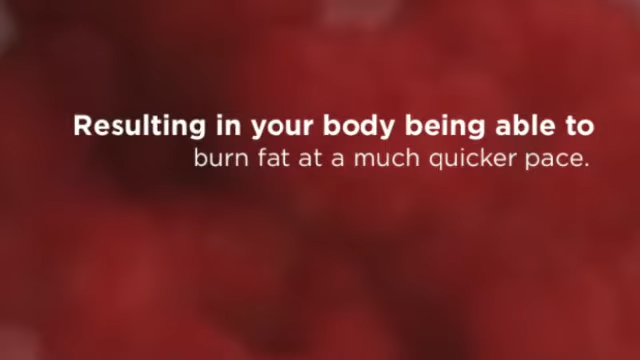 Resulting in your body being able to
burn fat at a much quicker pace.